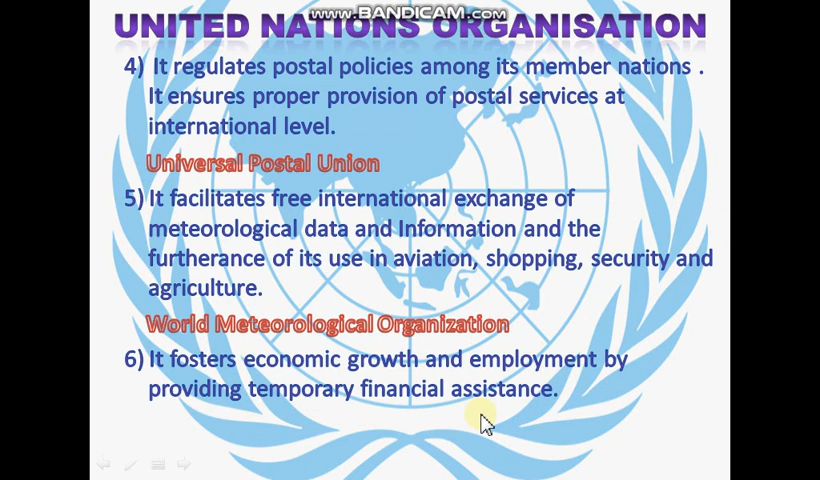 www.BANDICAM.com
UNITED NATIONS ORGANISATION
4) It regulates postal policies among its member nations .
It ensures proper provision of postal services at
international level.
Universal Postal Union
5) It facilitates free international exchange of
meteorological data and Information and the
furtherance of its use in aviation, shopping, security and
agriculture.
World Meteorological Organization
6) It fosters economic growth and employment by
providing temporary financial assistance.